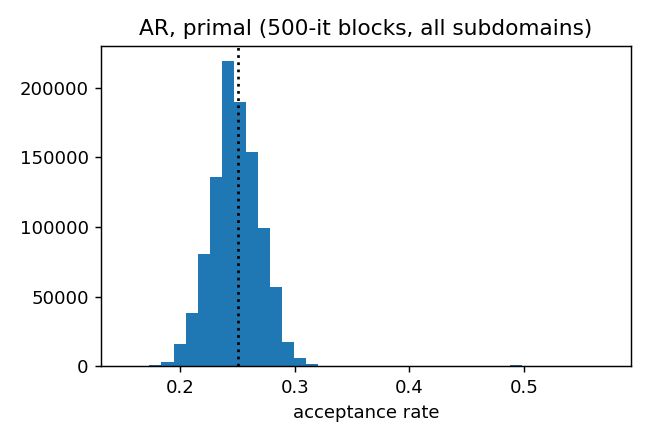 AR, primal (500-it blocks, all subdomains)
200000
150000
100000
50000
0
0.2 0.3 0.4 0.5
acceptance rate